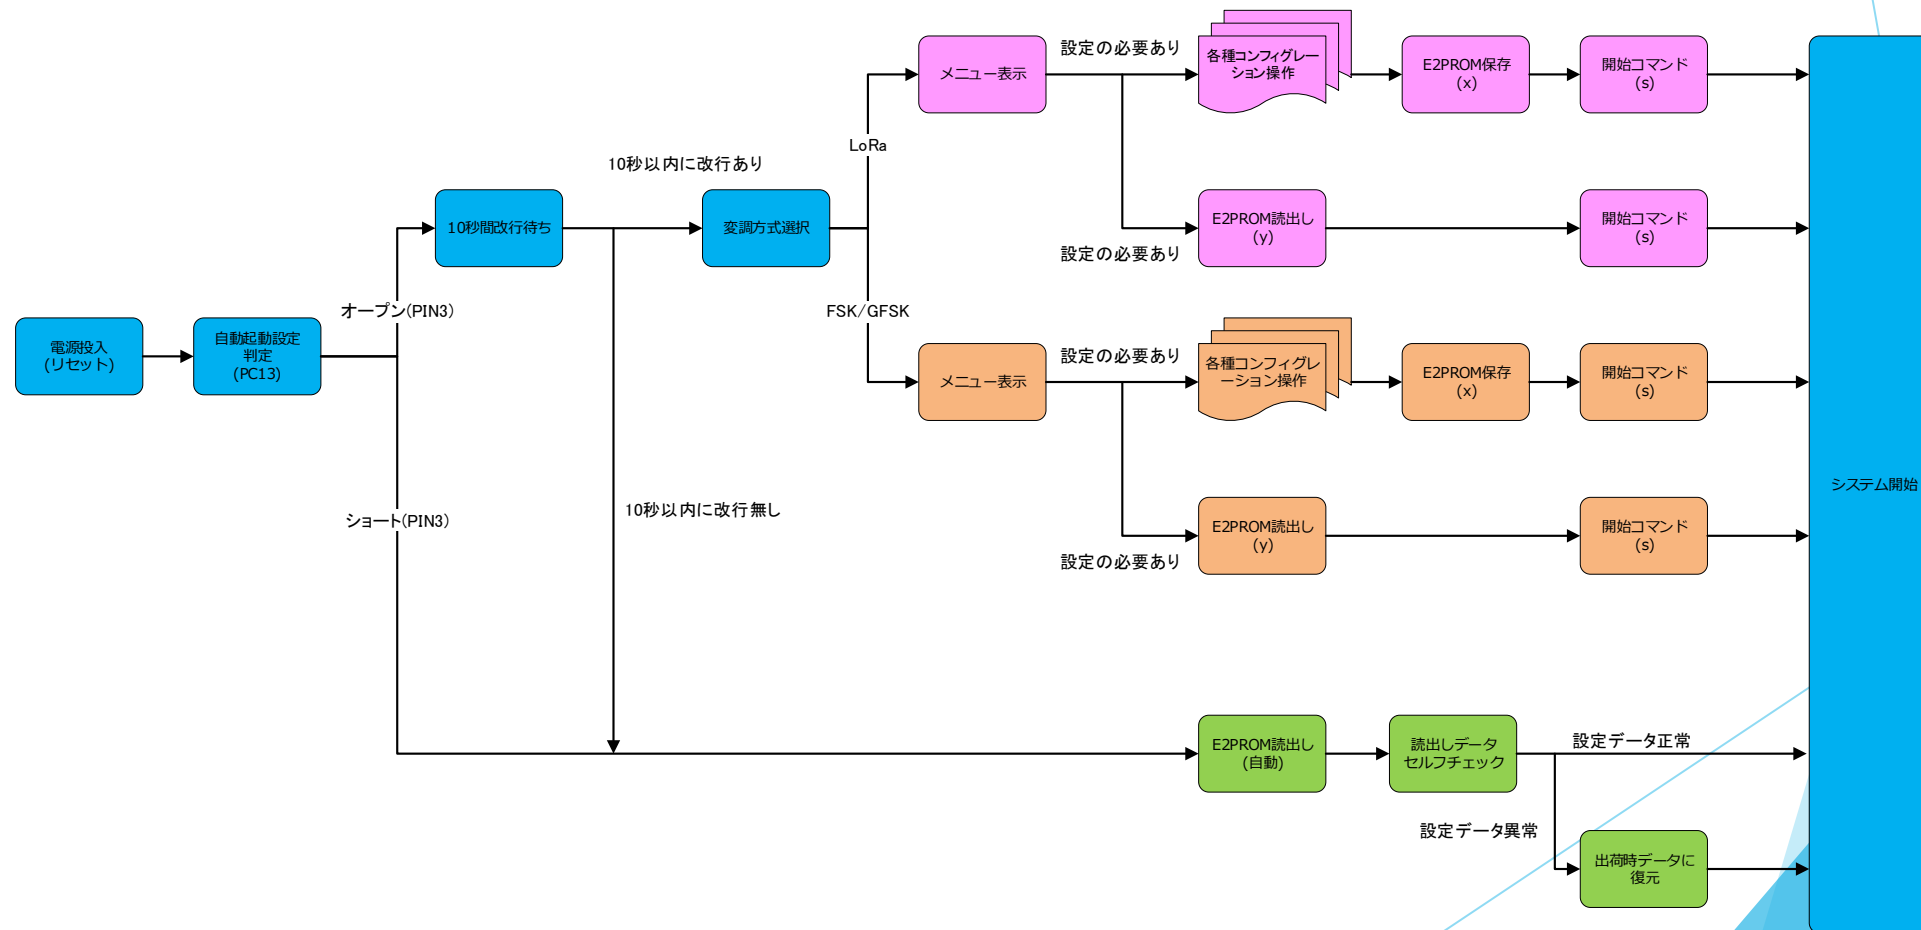 設定の必要あり
メニュー表示
各種コンフィグレー
ション操作
E2PROM保存
(x)
開始コマンド
(s)
LoRa
10秒以内に改行あり
10秒間改行待ち
変調方式選択
E2PROM読出し
(y)
開始コマンド
(s)
設定の必要あり
オープン(PIN3)
FSK/GFSK
電源投入
(リセット)
自動起動設定
判定
(PC13)
設定の必要あり
メニュー表示
各種コンフィグレ
ーション操作
E2PROM保存
(x)
開始コマンド
(s)
システム開始
ショート(PIN3)
10秒以内に改行無し
E2PROM読出し
(y)
開始コマンド
(s)
設定の必要あり
E2PROM読出し
(自動)
読出しデータ
セルフチェック
設定データ正常
設定データ異常
出荷時データに
復元